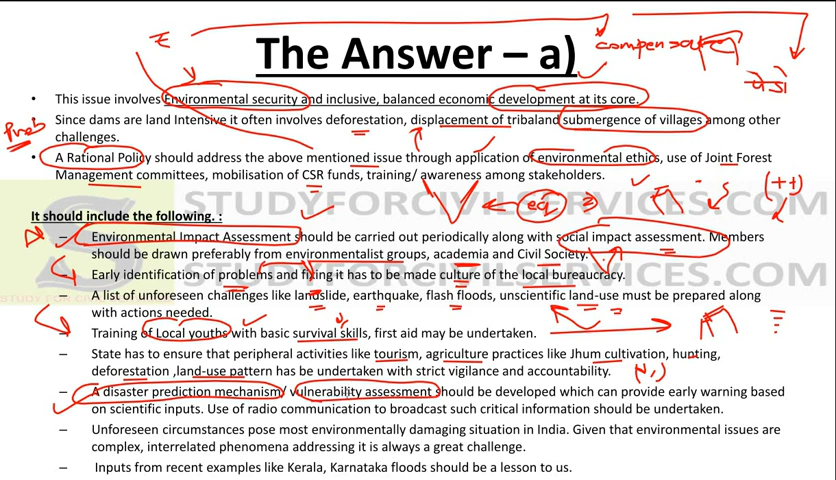 The Answer – a)
compensa
• This issue involves Environmental security and inclusive, balanced economic development at its core.
• Since dams are land Intensive it often involves deforestation, displacement of tribaland submergence of villages among other
challenges.
Prob
• A Rational Policy should address the above mentioned issue through application of environmental ethics, use of Joint Forest
Management committees, mobilisation of CSR funds, training/ awareness among stakeholders.
STUDYFORCIVILSERVICES.COM
eq
(++)
It should include the following. :
– Environmental Impact Assessment should be carried out periodically along with social impact assessment. Members
should be drawn preferably from environmentalist groups, academia and Civil Society.
– Early identification of problems and fixing it has to be made culture of the local bureaucracy.
STUDY FOR CIVIL SERVICES
– A list of unforeseen challenges like landslide, earthquake, flash floods, unscientific land-use must be prepared along
with actions needed.
– Training of Local youths with basic survival skills, first aid may be undertaken.
– State has to ensure that peripheral activities like tourism, agriculture practices like Jhum cultivation, hunting,
deforestation ,land-use pattern has be undertaken with strict vigilance and accountability.
– A disaster prediction mechanism/ vulnerability assessment should be developed which can provide early warning based
on scientific inputs. Use of radio communication to broadcast such critical information should be undertaken.
– Unforeseen circumstances pose most environmentally damaging situation in India. Given that environmental issues are
complex, interrelated phenomena addressing it is always a great challenge.
– Inputs from recent examples like Kerala, Karnataka floods should be a lesson to us.